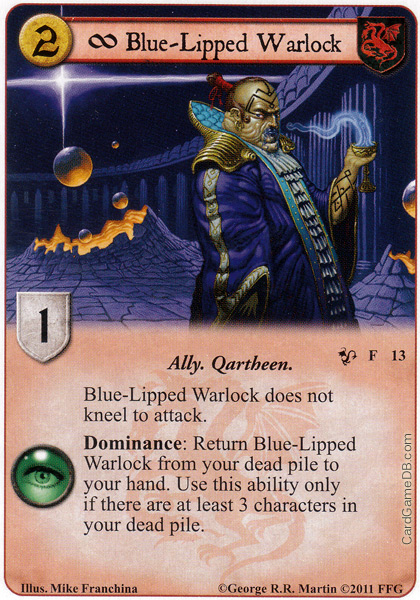 2
∞ Blue-Lipped Warlock
1
Ally. Qartheen.
F 13
Blue-Lipped Warlock does not
kneel to attack.
Dominance: Return Blue-Lipped
Warlock from your dead pile to
your hand. Use this ability only
if there are at least 3 characters in
your dead pile.
CardGameDB.com
Illus. Mike Franchina
©George R.R. Martin ©2011 FFG